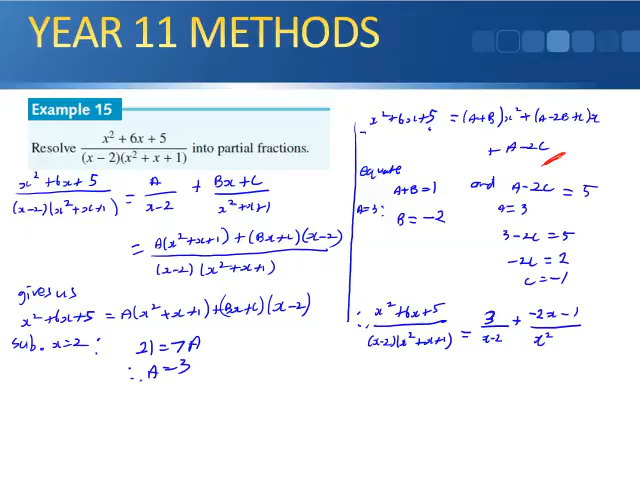 YEAR 11 METHODS
Example 15
Resolve (x² + 6x + 5)/((x − 2)(x² + x + 1)) into partial fractions.
(x² + 6x + 5)/((x-2)(x²+x+1)) = A/(x-2) + (Bx+C)/(x²+x+1)
= (A(x²+x+1) + (Bx+C)(x-2))/((x-2)(x²+x+1))
gives us
x²+6x+5 = A(x²+x+1) + (Bx+C)(x-2)
sub. x=2 : 21 = 7A
∴ A = 3
x²+6x+5 = (A+B)x² + (A-2B+C)x
+ A-2C
equate
A+B = 1 and A-2C = 5
A=3: B = -2 A = 3
3-2C = 5
-2C = 2
C = -1
∴ (x²+6x+5)/((x-2)(x²+x+1)) = 3/(x-2) + (-2x-1)/x²